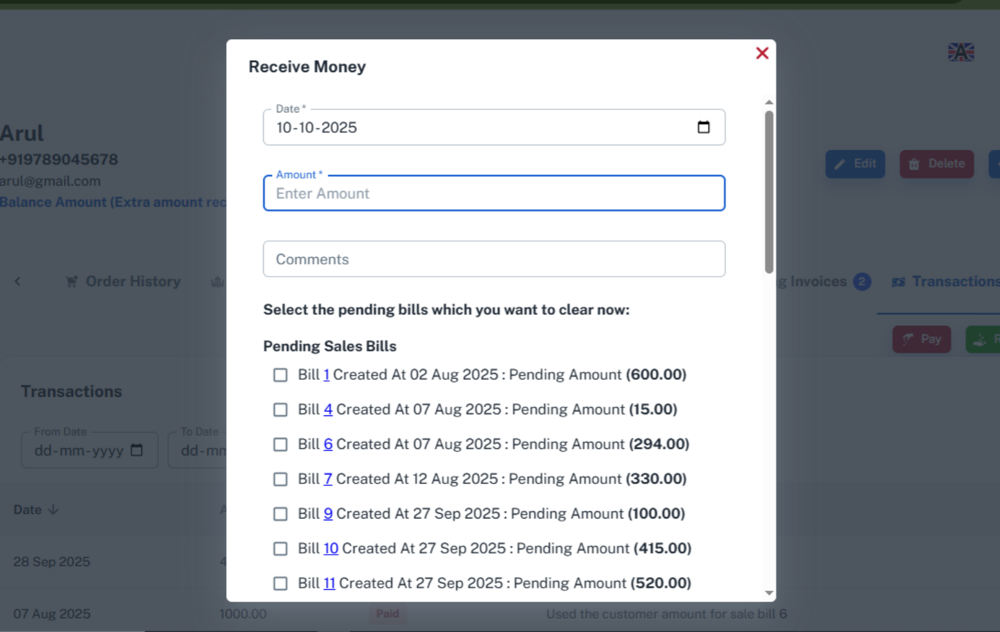 Receive Money
Date *
10-10-2025
Amount *
Enter Amount
Comments
Select the pending bills which you want to clear now:
Pending Sales Bills
Bill 1 Created At 02 Aug 2025 : Pending Amount (600.00)
Bill 4 Created At 07 Aug 2025 : Pending Amount (15.00)
Bill 6 Created At 07 Aug 2025 : Pending Amount (294.00)
Bill 7 Created At 12 Aug 2025 : Pending Amount (330.00)
Bill 9 Created At 27 Sep 2025 : Pending Amount (100.00)
Bill 10 Created At 27 Sep 2025 : Pending Amount (415.00)
Bill 11 Created At 27 Sep 2025 : Pending Amount (520.00)
A
Arul
+919789045678
arul@gmail.com
Balance Amount (Extra amount rec
Edit
Delete
Order History
g Invoices 2
Transactions
Pay
R
Transactions
From Date
dd-mm-yyyy
To Date
dd-mm
Date
A
28 Sep 2025
4
07 Aug 2025 1000.00 Paid Used the customer amount for sale bill 6